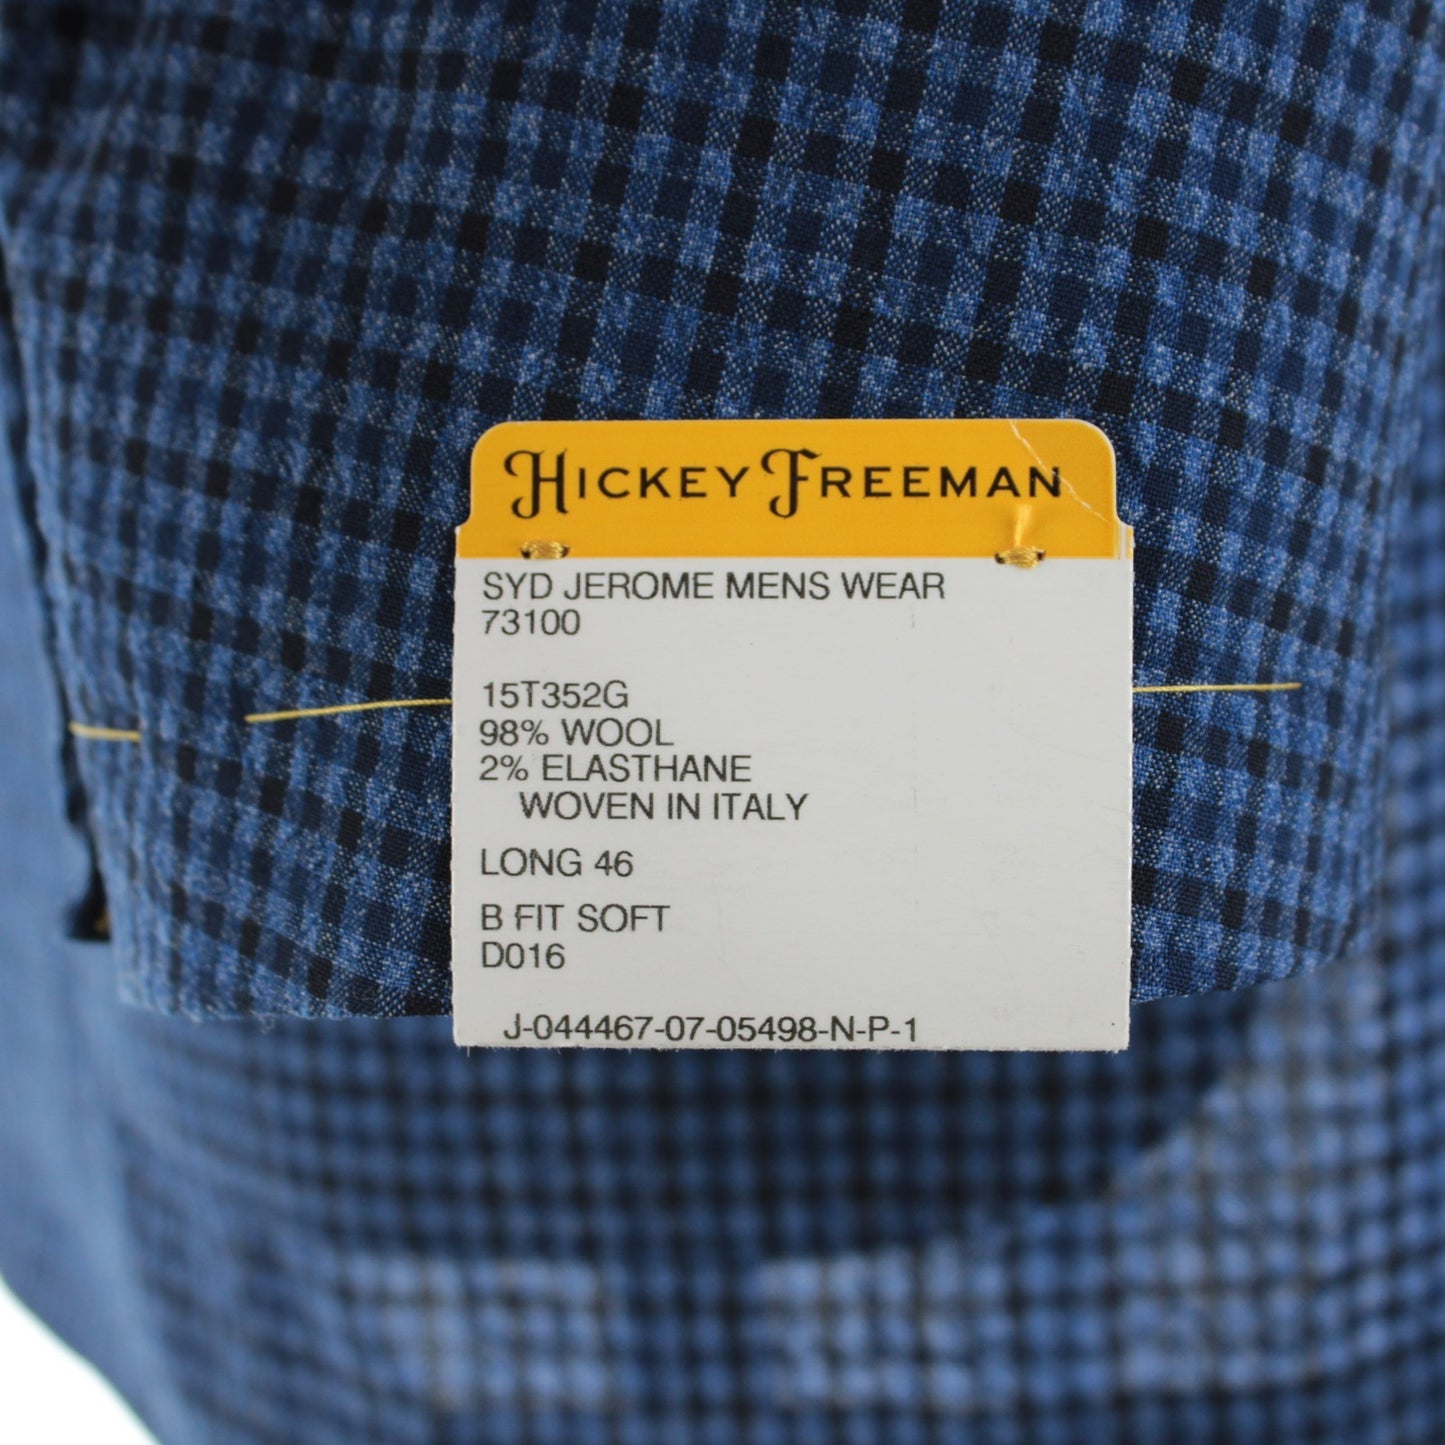 HICKEY FREEMAN
SYD JEROME MENS WEAR
73100
15T352G
98% WOOL
2% ELASTHANE
WOVEN IN ITALY
LONG 46
B FIT SOFT
D016
J-044467-07-05498-N-P-1